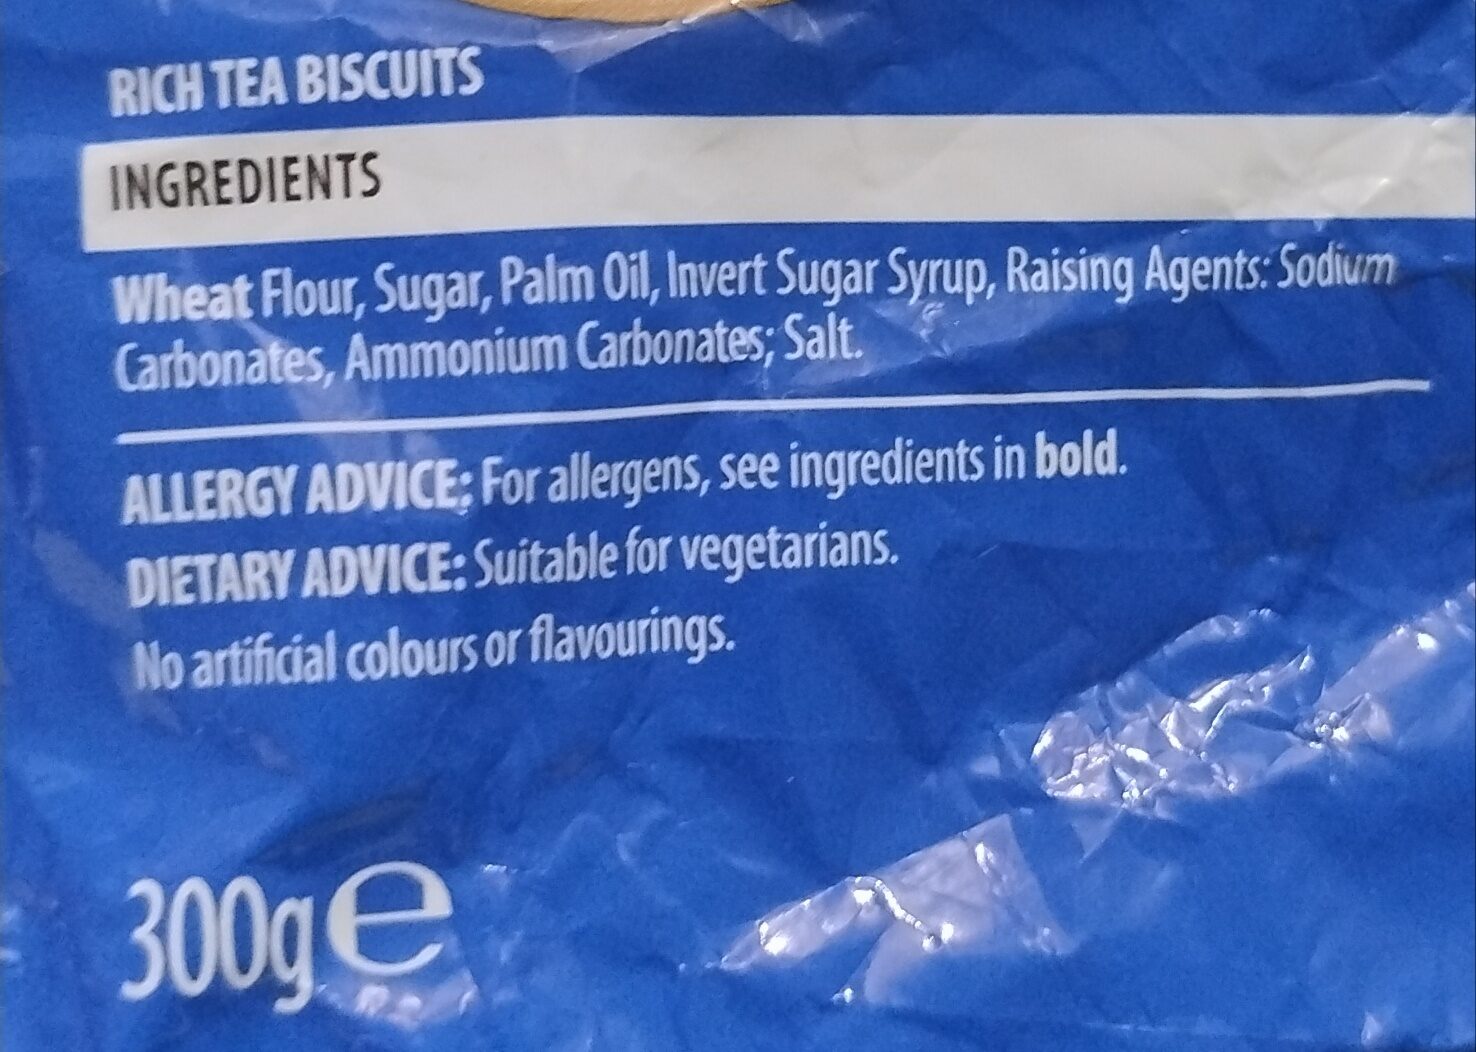 RICH TEA BISCUITS
INGREDIENTS
Wheat Flour, Sugar, Palm Oil, Invert Sugar Syrup, Raising Agents: Sodium
Carbonates, Ammonium Carbonates; Salt.
ALLERGY ADVICE: For allergens, see ingredients in bold.
DIETARY ADVICE: Suitable for vegetarians.
No artificial colours or flavourings.
300g ℮